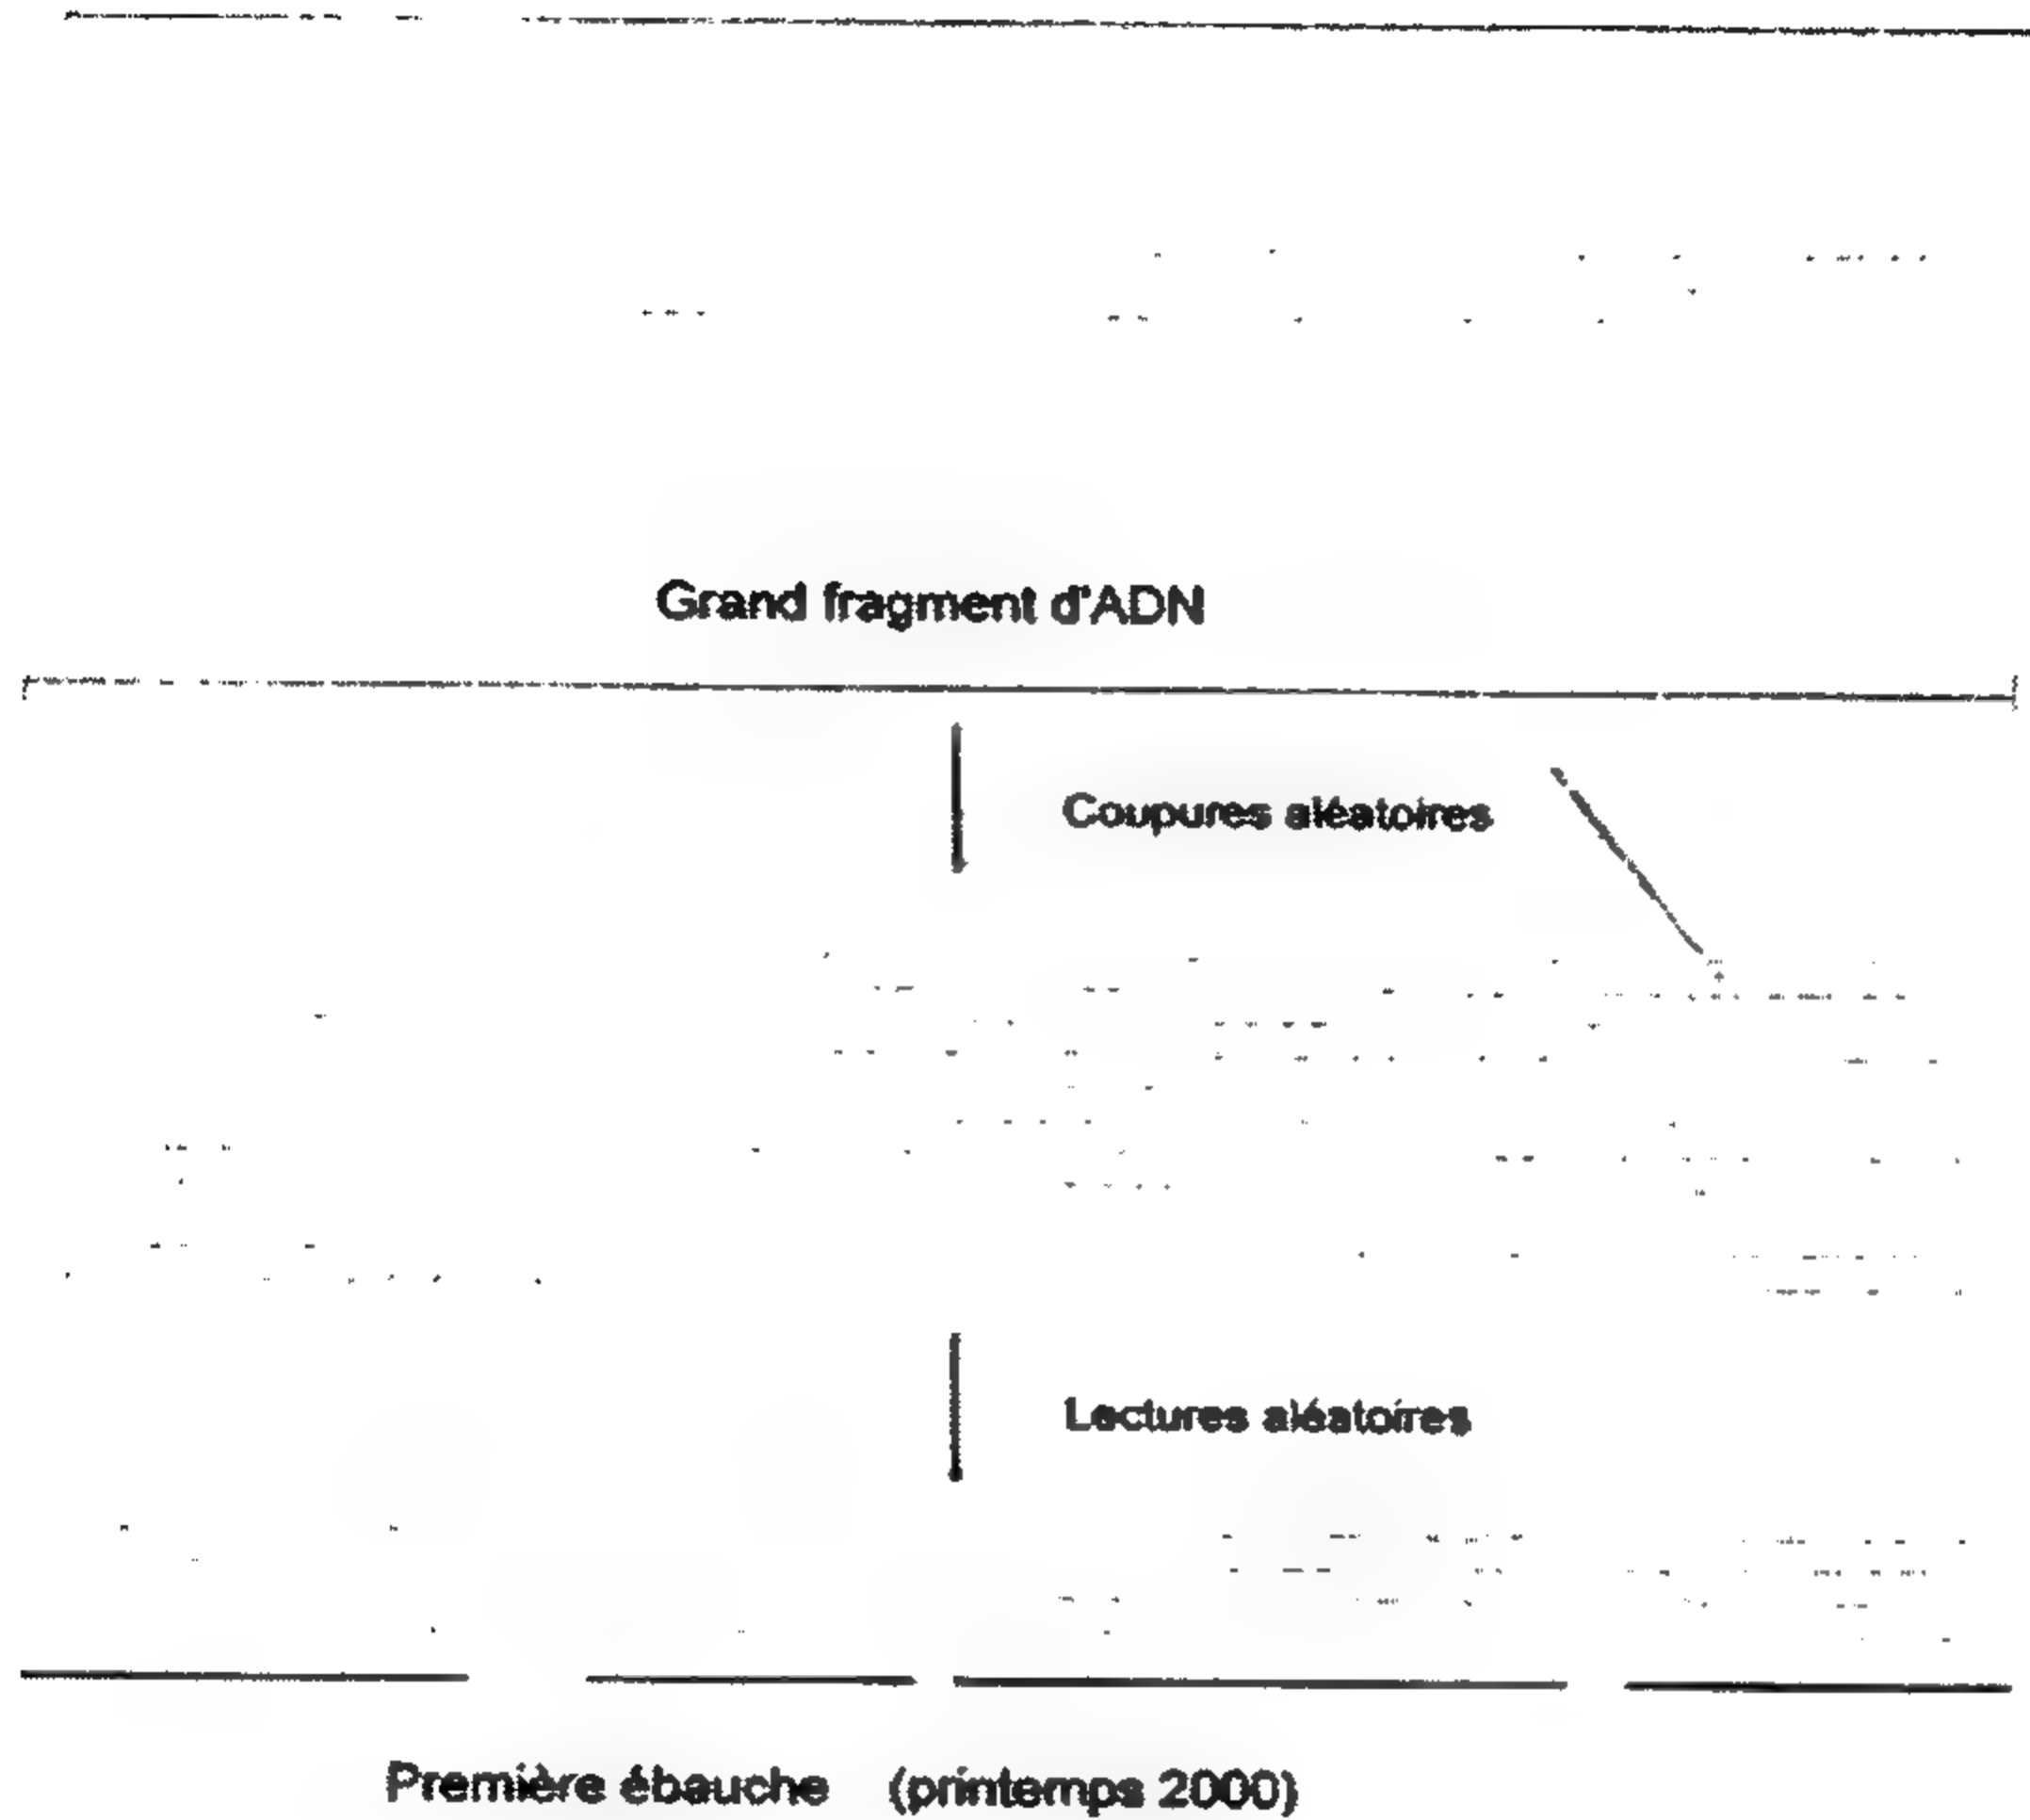 Grand fragment d'ADN
Coupures aléatoires
Lectures aléatoires
Première ébauche (printemps 2000)